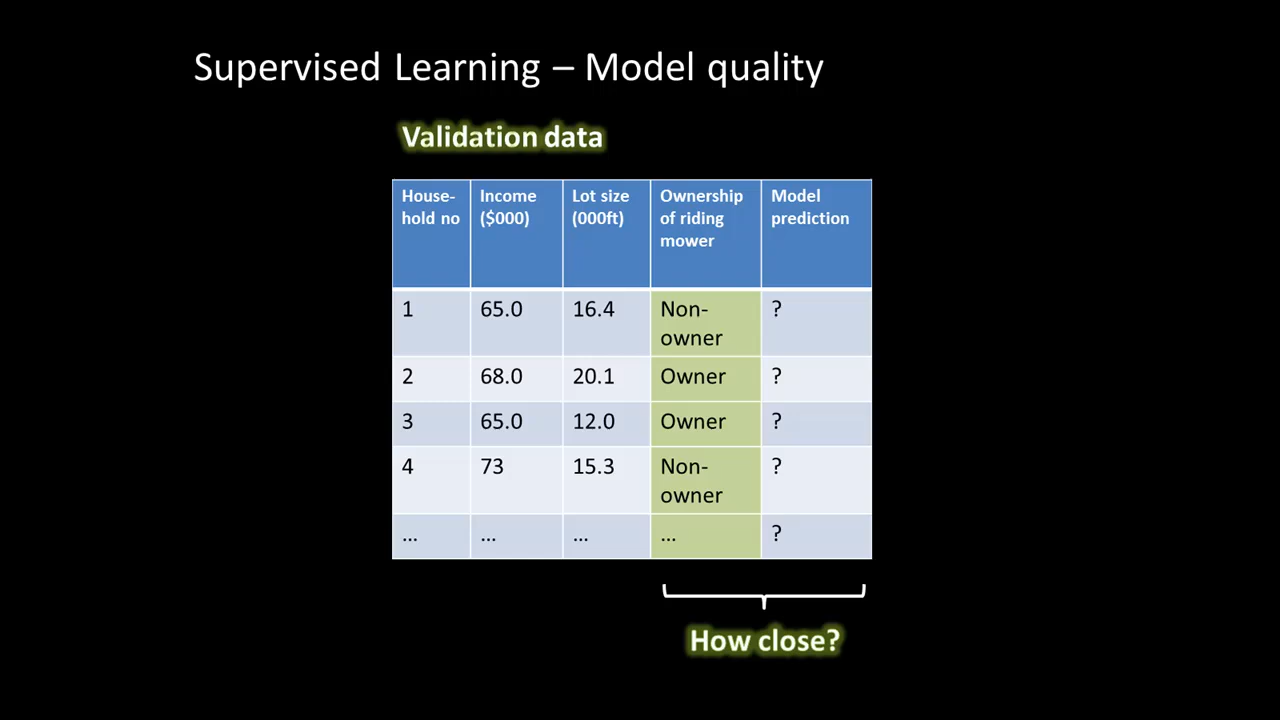 Supervised Learning – Model quality
Validation data
House- Income Lot size Ownership Model
hold no ($000) (000ft) of riding prediction
mower
1 65.0 16.4 Non- ?
owner
2 68.0 20.1 Owner ?
3 65.0 12.0 Owner ?
4 73 15.3 Non- ?
owner
... ... ... ... ?
How close?